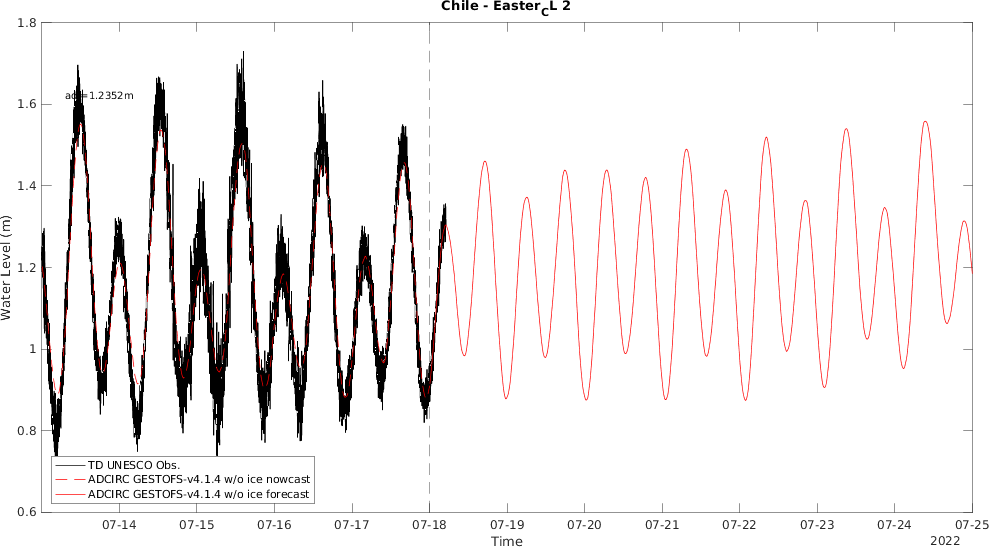 Chile - Easter_CL 2
1.8
1.6
1.4
1.2
1
0.8
0.6
Water Level (m)
adj=1.2352m
TD UNESCO Obs.
ADCIRC GESTOFS-v4.1.4 w/o ice nowcast
ADCIRC GESTOFS-v4.1.4 w/o ice forecast
07-14 07-15 07-16 07-17 07-18 07-19 07-20 07-21 07-22 07-23 07-24 07-25
Time
2022